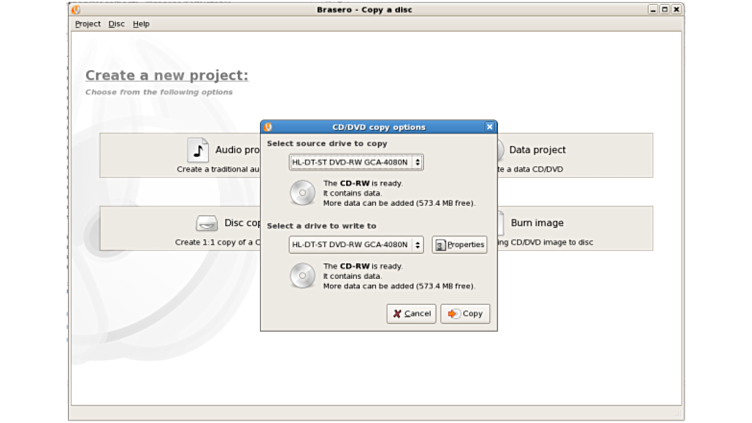 Brasero - Copy a disc
Project Disc Help
Create a new project:
Choose from the following options
Audio pro
Create a traditional au
Data project
te a data CD/DVD
Disc cop
Create 1:1 copy of a C
Burn image
ng CD/DVD image to disc
CD/DVD copy options
Select source drive to copy
HL-DT-ST DVD-RW GCA-4080N
The CD-RW is ready.
It contains data.
More data can be added (573.4 MB free).
Select a drive to write to
HL-DT-ST DVD-RW GCA-4080N
Properties
The CD-RW is ready.
It contains data.
More data can be added (573.4 MB free).
Cancel
Copy